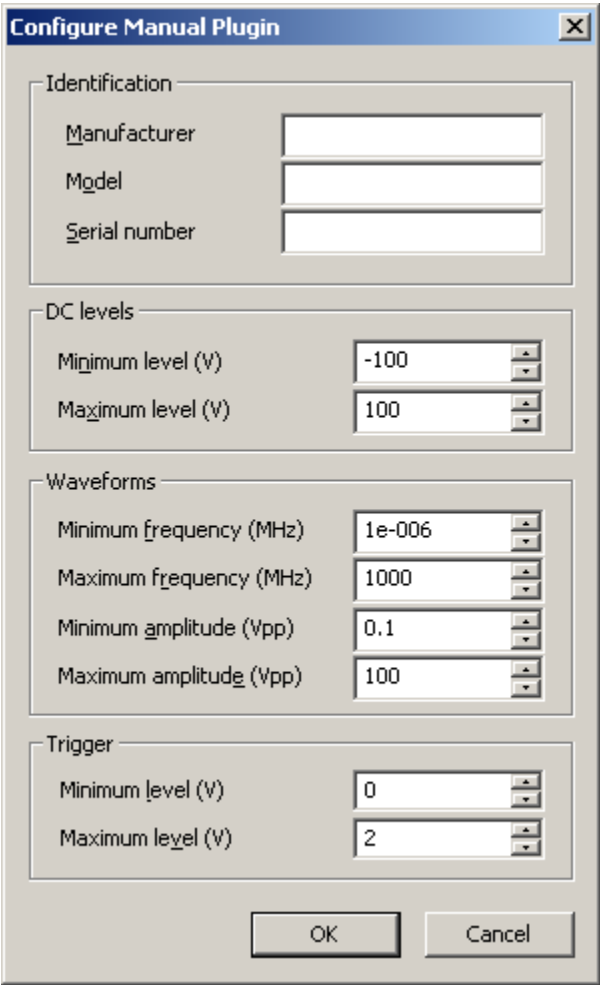 Configure Manual Plugin
Identification
Manufacturer
Model
Serial number
DC levels
Minimum level (V) -100
Maximum level (V) 100
Waveforms
Minimum frequency (MHz) 1e-006
Maximum frequency (MHz) 1000
Minimum amplitude (Vpp) 0.1
Maximum amplitude (Vpp) 100
Trigger
Minimum level (V) 0
Maximum level (V) 2
OK Cancel